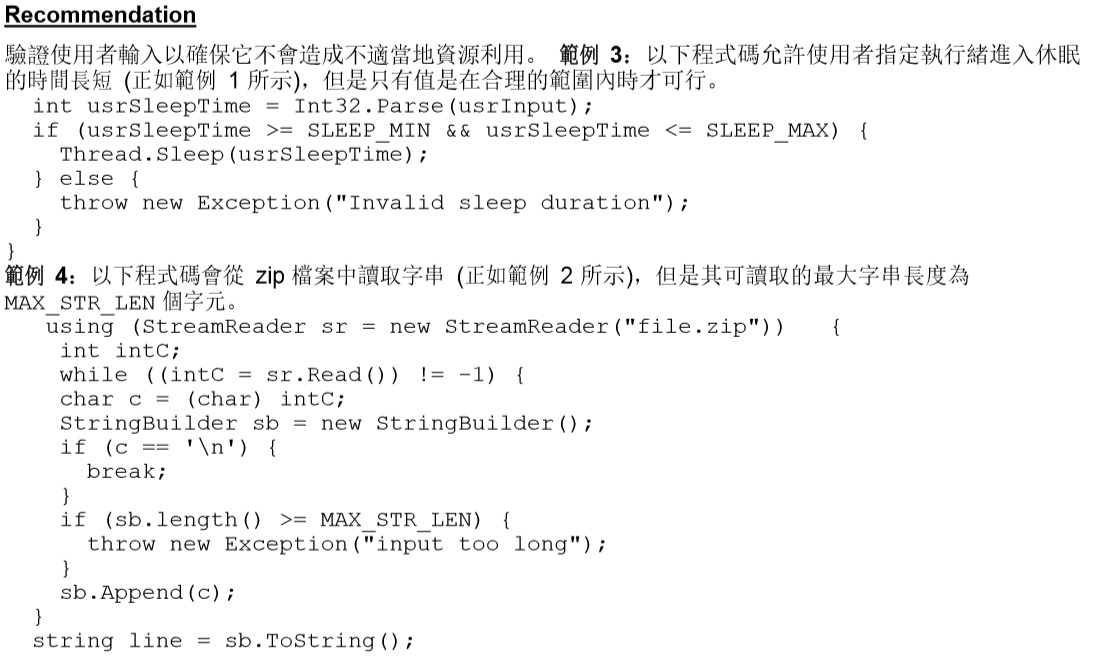 Recommendation
驗證使用者輸入以確保它不會造成不適當地資源利用。 範例 3：以下程式碼允許使用者指定執行緒進入休眠
的時間長短 (正如範例 1 所示)，但是只有值是在合理的範圍內時才可行。
int usrSleepTime = Int32.Parse(usrInput);
if (usrSleepTime >= SLEEP_MIN && usrSleepTime <= SLEEP_MAX) {
Thread.Sleep(usrSleepTime);
} else {
throw new Exception("Invalid sleep duration");
}
}
範例 4：以下程式碼會從 zip 檔案中讀取字串 (正如範例 2 所示)，但是其可讀取的最大字串長度為
MAX_STR_LEN 個字元。
using (StreamReader sr = new StreamReader("file.zip")) {
int intC;
while ((intC = sr.Read()) != -1) {
char c = (char) intC;
StringBuilder sb = new StringBuilder();
if (c == '\n') {
break;
}
if (sb.length() >= MAX_STR_LEN) {
throw new Exception("input too long");
}
sb.Append(c);
}
string line = sb.ToString();